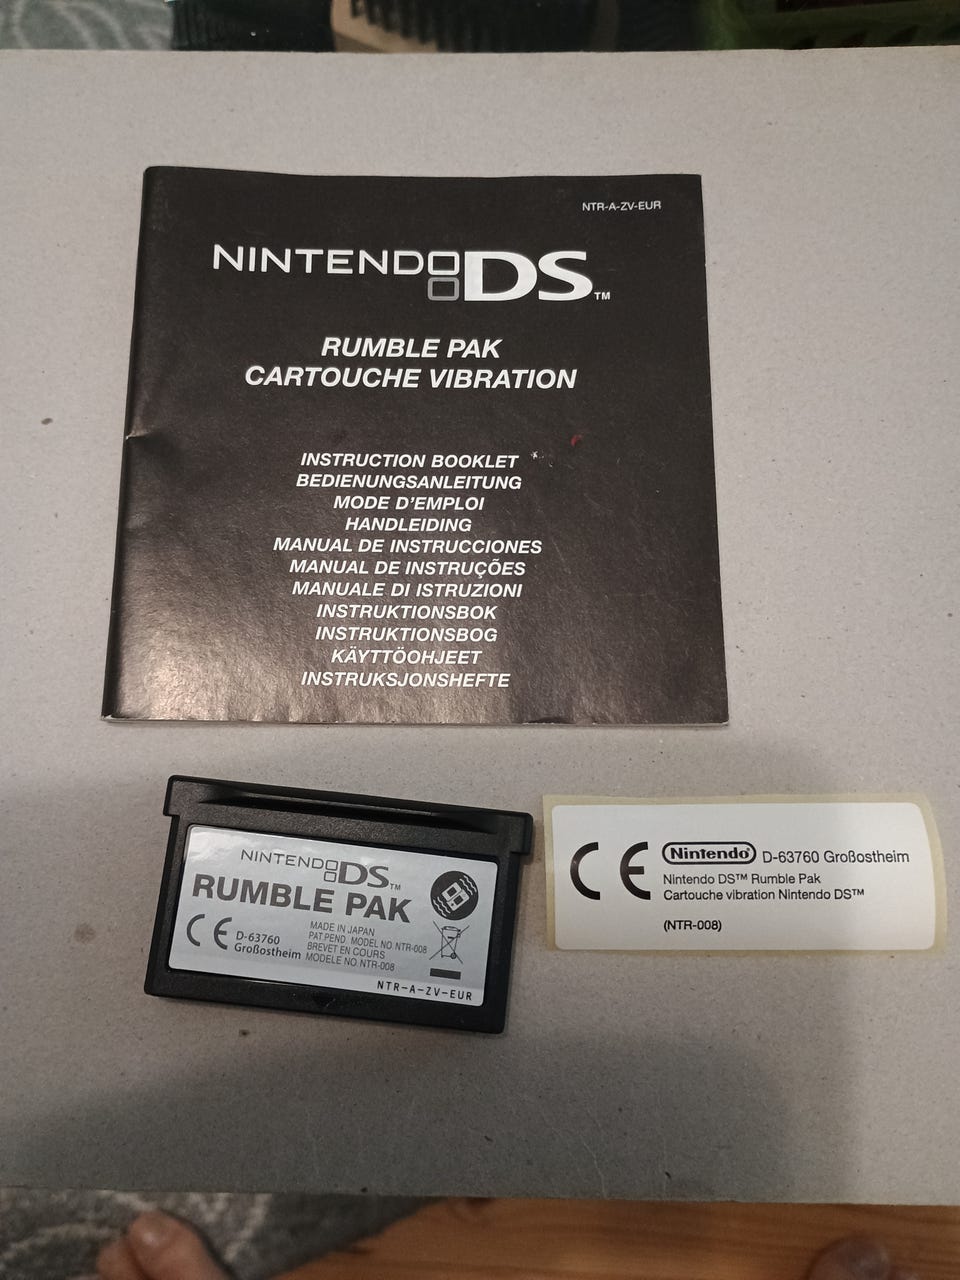 NTR-A-ZV-EUR
NINTENDO DS™
RUMBLE PAK
CARTOUCHE VIBRATION
INSTRUCTION BOOKLET
BEDIENUNGSANLEITUNG
MODE D'EMPLOI
HANDLEIDING
MANUAL DE INSTRUCCIONES
MANUAL DE INSTRUÇÕES
MANUALE DI ISTRUZIONI
INSTRUKTIONSBOK
INSTRUKTIONSBOG
KÄYTTÖOHJEET
INSTRUKSJONSHEFTE
NINTENDO DS™
RUMBLE PAK
CE D-63760
Großostheim
MADE IN JAPAN
PAT PEND. MODEL NO. NTR-008
BREVET EN COURS
MODELE NO. NTR-008
NTR-A-ZV-EUR
CE Nintendo® D-63760 Großostheim
Nintendo DS™ Rumble Pak
Cartouche vibration Nintendo DS™
(NTR-008)